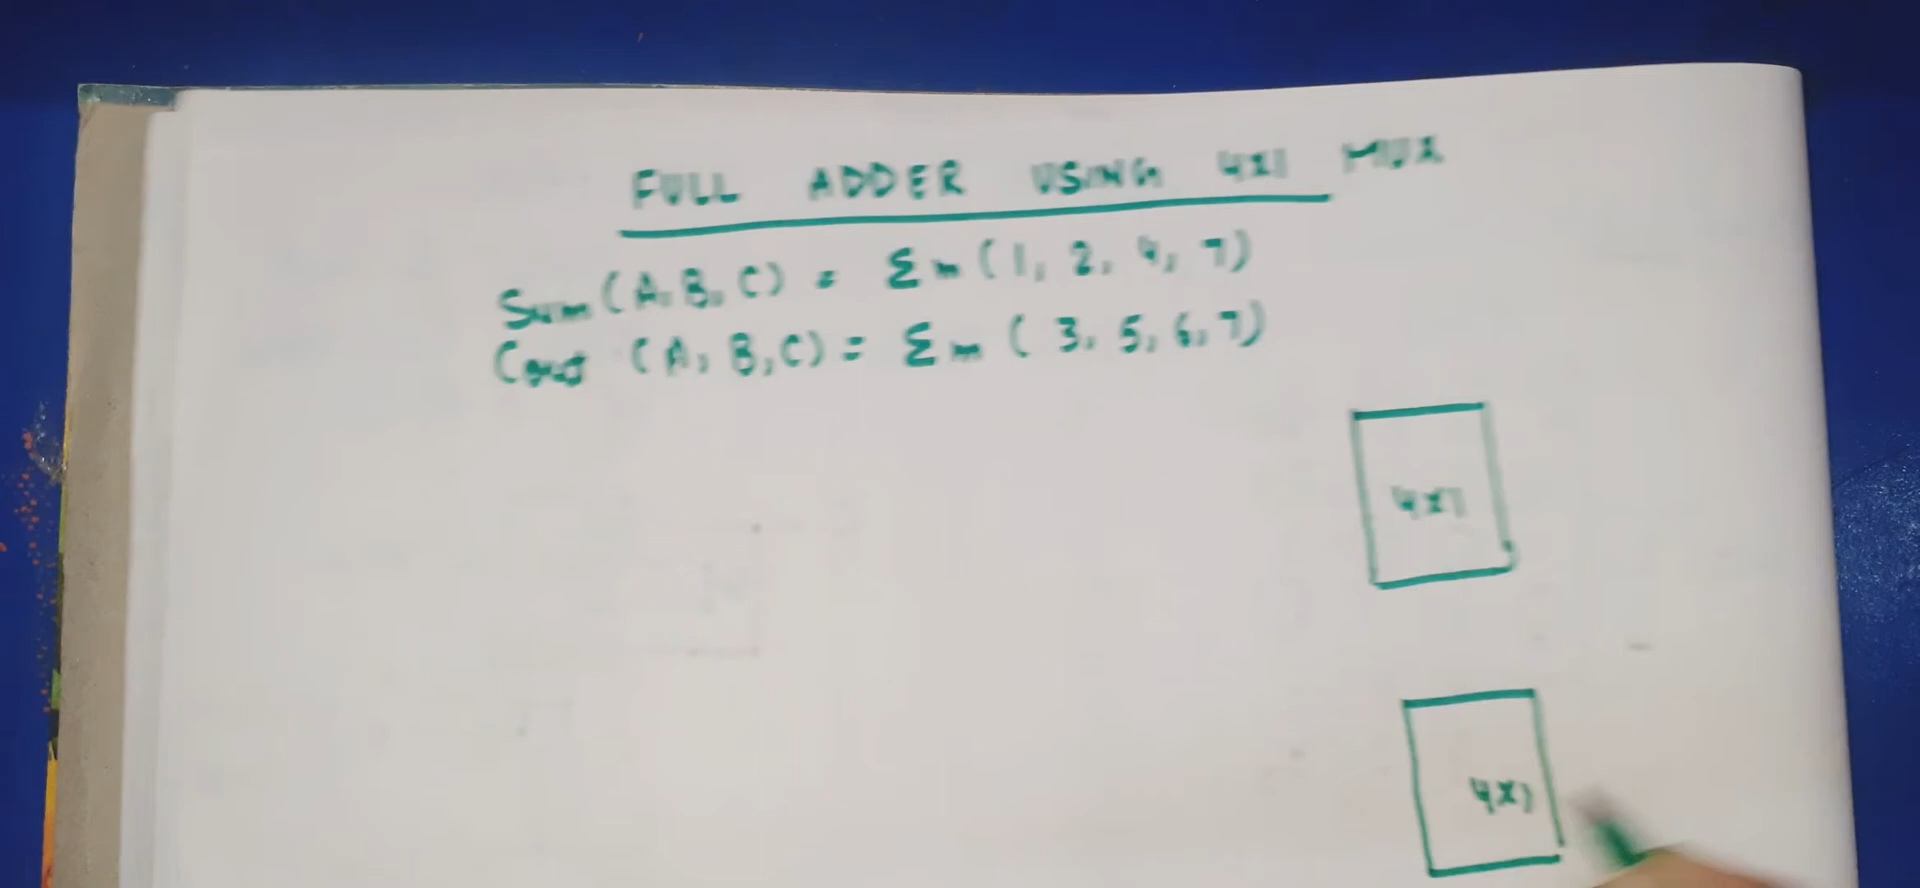 FULL ADDER USING 4X1 MUX
Sum (A, B, C) = Σm (1, 2, 4, 7)
Cout (A, B, C) = Σm ( 3, 5, 6, 7)
4X1
4X1